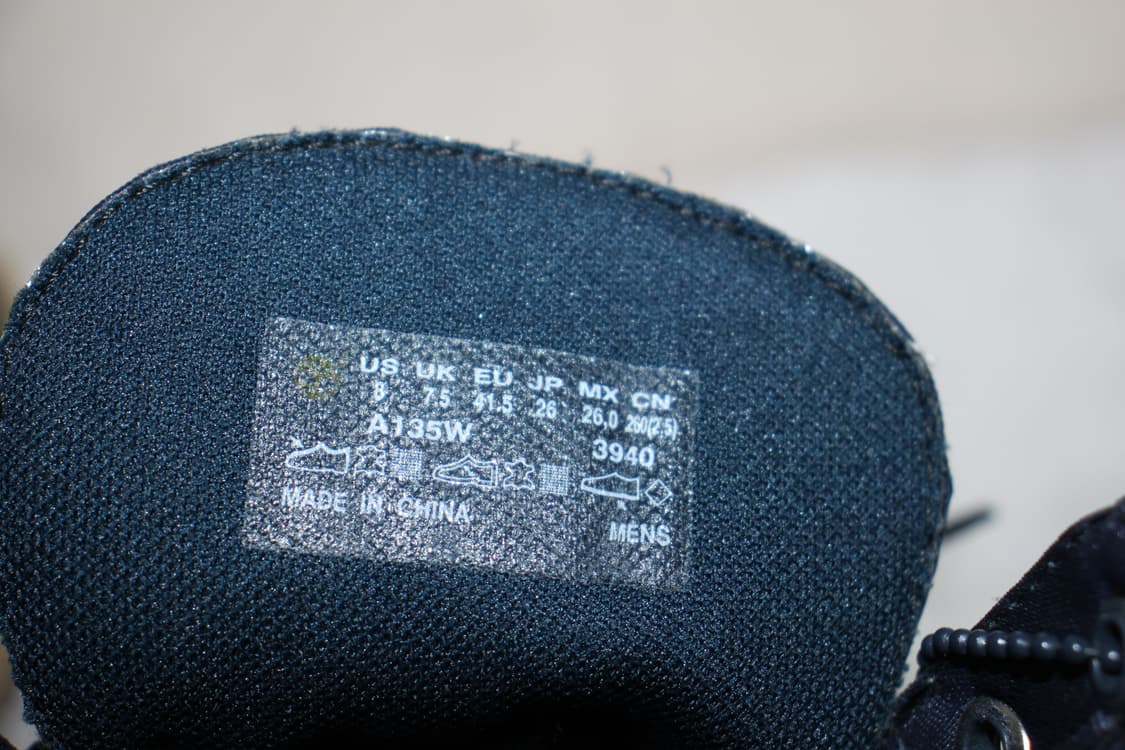 US UK EU JP MX CN
8 7.5 41.5 26 26.0 260(2.5)
A135W 3940
MADE IN CHINA
MENS